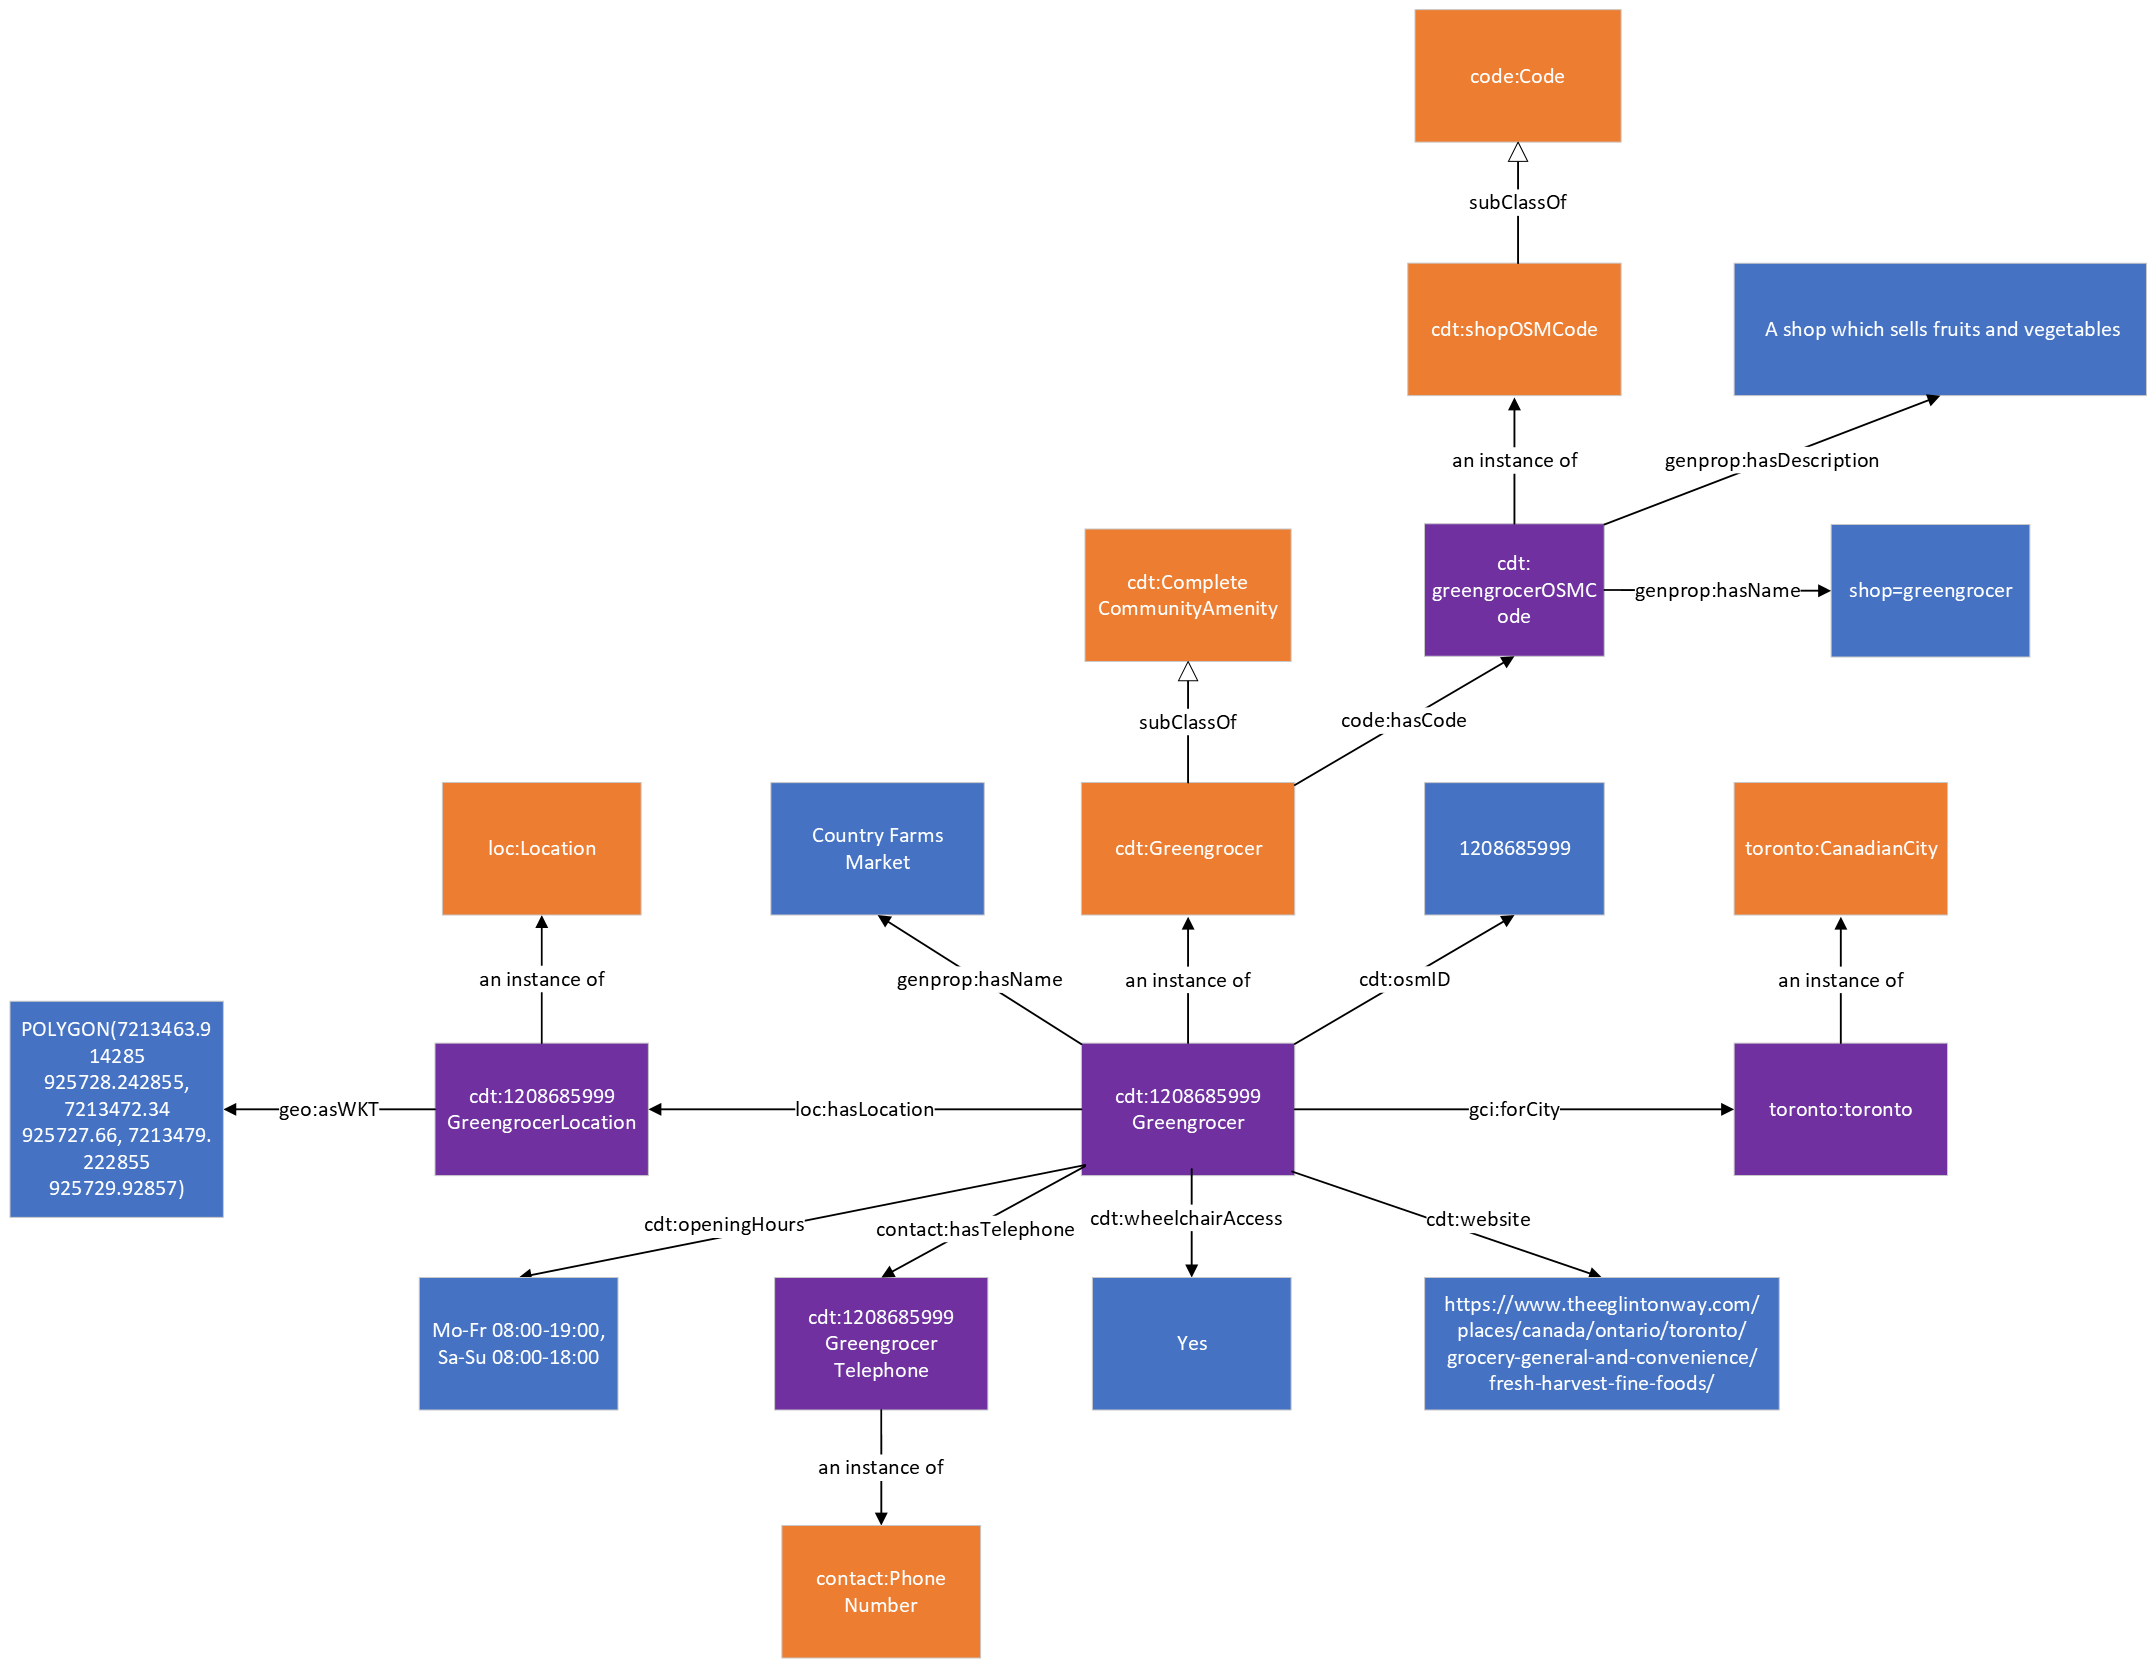 code:Code
subClassOf
cdt:shopOSMCode
A shop which sells fruits and vegetables
an instance of
genprop:hasDescription
cdt:
greengrocerOSMC
ode
genprop:hasName
shop=greengrocer
cdt:Complete
CommunityAmenity
subClassOf
code:hasCode
loc:Location
Country Farms
Market
cdt:Greengrocer
1208685999
toronto:CanadianCity
an instance of
genprop:hasName
an instance of
cdt:osmID
an instance of
POLYGON(7213463.9
14285
925728.242855,
7213472.34
925727.66, 7213479.
222855
925729.92857)
geo:asWKT
cdt:1208685999
GreengrocerLocation
loc:hasLocation
cdt:1208685999
Greengrocer
gci:forCity
toronto:toronto
cdt:openingHours
contact:hasTelephone
cdt:wheelchairAccess
cdt:website
Mo-Fr 08:00-19:00,
Sa-Su 08:00-18:00
cdt:1208685999
Greengrocer
Telephone
Yes
https://www.theeglintonway.com/
places/canada/ontario/toronto/
grocery-general-and-convenience/
fresh-harvest-fine-foods/
an instance of
contact:Phone
Number